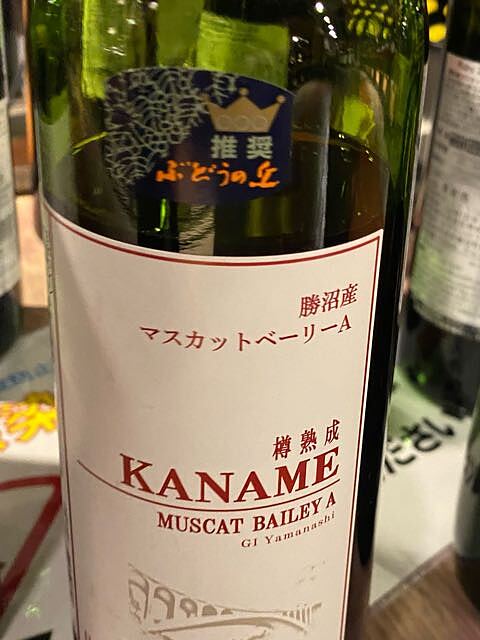 推奨
ぶどうの丘
勝沼産
マスカットベーリーA
樽熟成
KANAME
MUSCAT BAILEY A
GI Yamanashi